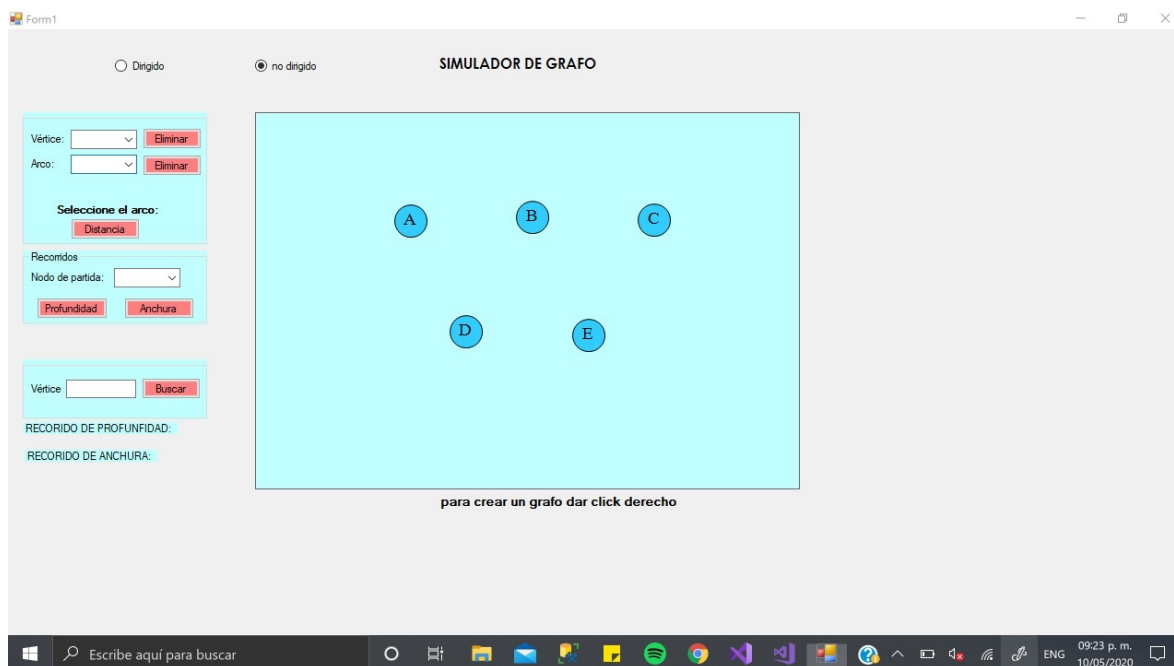 Form1
Dirigido
no dirigido
SIMULADOR DE GRAFO
Vértice:
Eliminar
Arco:
Eliminar
Seleccione el arco:
Distancia
Recorridos
Nodo de partida:
Profundidad
Anchura
Vértice
Buscar
RECORIDO DE PROFUNFIDAD:
RECORIDO DE ANCHURA:
A
B
C
D
E
para crear un grafo dar click derecho
Escribe aquí para buscar
ENG
09:23 p. m.
10/05/2020